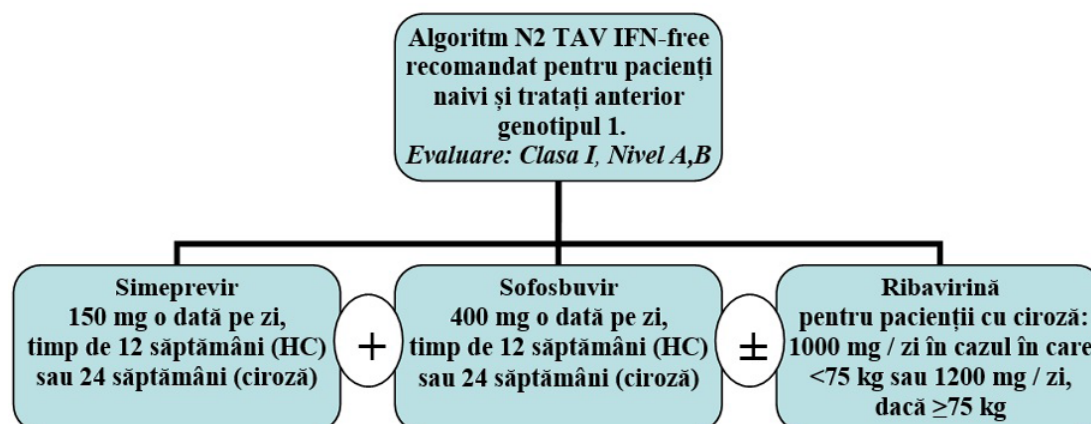 Algoritm N2 TAV IFN-free
recomandat pentru pacienți
naivi și tratați anterior
genotipul 1.
Evaluare: Clasa I, Nivel A,B
Simeprevir
150 mg o dată pe zi,
timp de 12 săptămâni (HC)
sau 24 săptămâni (ciroză)
+
Sofosbuvir
400 mg o dată pe zi,
timp de 12 săptămâni (HC)
sau 24 săptămâni (ciroză)
±
Ribavirină
pentru pacienții cu ciroză:
1000 mg / zi în cazul în care
<75 kg sau 1200 mg / zi,
dacă ≥75 kg